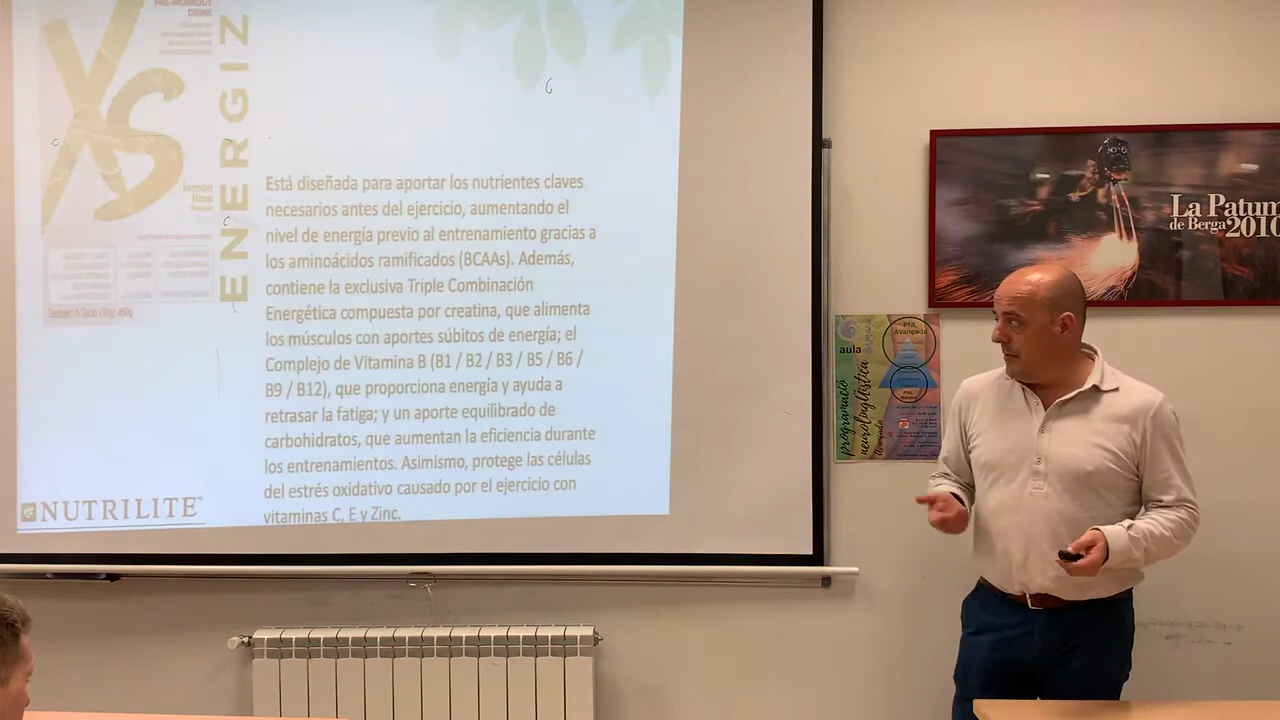 PRE-WORKOUT
DRINK
XS
lemon
lime
ENERGIZ
Está diseñada para aportar los nutrientes claves
necesarios antes del ejercicio, aumentando el
nivel de energía previo al entrenamiento gracias a
los aminoácidos ramificados (BCAAs). Además,
contiene la exclusiva Triple Combinación
Energética compuesta por creatina, que alimenta
los músculos con aportes súbitos de energía; el
Complejo de Vitamina B (B1 / B2 / B3 / B5 / B6 /
B9 / B12), que proporciona energía y ayuda a
retrasar la fatiga; y un aporte equilibrado de
carbohidratos, que aumentan la eficiencia durante
los entrenamientos. Asimismo, protege las células
del estrés oxidativo causado por el ejercicio con
vitaminas C, E y Zinc.
NUTRILITE™
La Patum
de Berga 2010
aula
PNL
Avançada
programació
neurolingüística
PNL